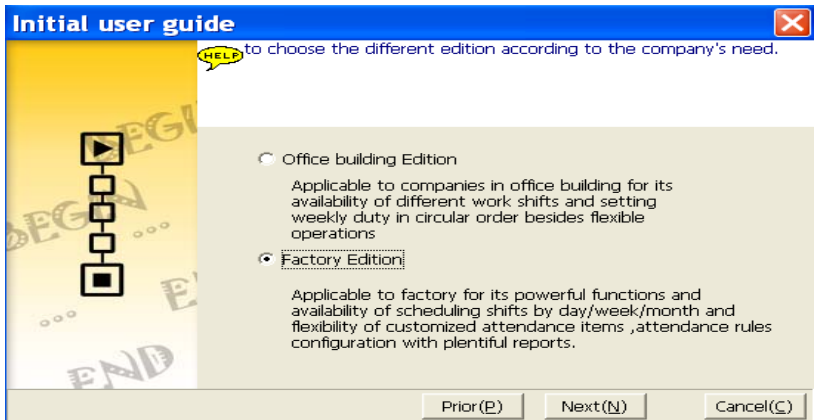 Initial user guide
HELP to choose the different edition according to the company's need.
BEGIN
BEGIN
END
END
Office building Edition
Applicable to companies in office building for its
availability of different work shifts and setting
weekly duty in circular order besides flexible
operations
Factory Edition
Applicable to factory for its powerful functions and
availability of scheduling shifts by day/week/month and
flexibility of customized attendance items ,attendance rules
configuration with plentiful reports.
Prior(P) Next(N) Cancel(C)